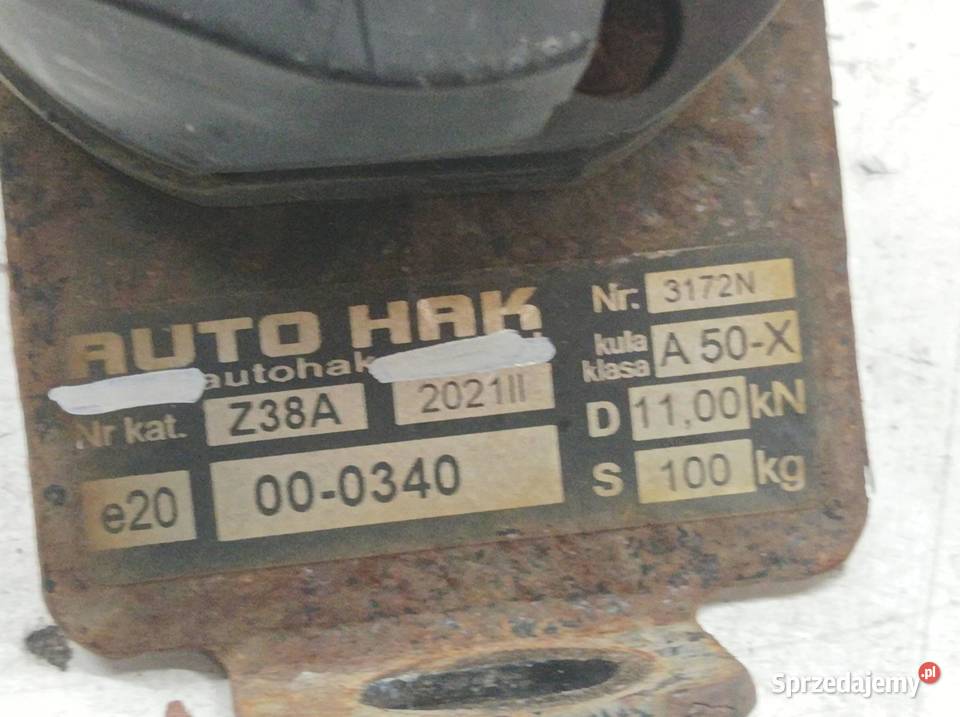 AUTO HAK
autohak
Nr kat. Z38A 2021II
e20 00-0340
Nr: 3172N
kula klasa A 50-X
D 11,00 kN
S 100 kg
Sprzedajemy.pl